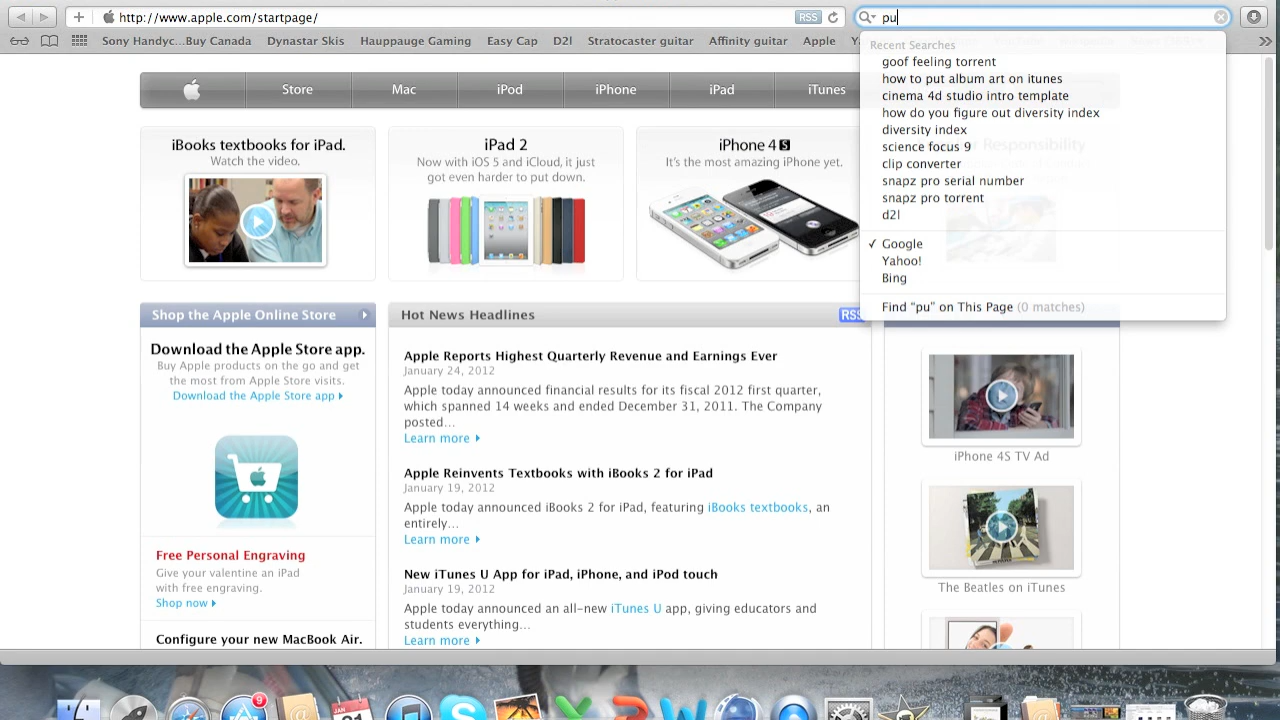 http://www.apple.com/startpage/
RSS
pu
Sony Handyc...Buy Canada
Dynastar Skis
Hauppauge Gaming
Easy Cap
D2l
Stratocaster guitar
Affinity guitar
Apple
Recent Searches
goof feeling torrent
how to put album art on itunes
cinema 4d studio intro template
how do you figure out diversity index
diversity index
science focus 9
clip converter
snapz pro serial number
snapz pro torrent
d2l
✓ Google
Yahoo!
Bing
Find “pu” on This Page (0 matches)
Store
Mac
iPod
iPhone
iPad
iTunes
iBooks textbooks for iPad.
Watch the video.
iPad 2
Now with iOS 5 and iCloud, it just
got even harder to put down.
iPhone 4S
It’s the most amazing iPhone yet.
Responsibility
Shop the Apple Online Store
Download the Apple Store app.
Buy Apple products on the go and get
the most from Apple Store visits.
Download the Apple Store app
Free Personal Engraving
Give your valentine an iPad
with free engraving.
Shop now
Configure your new MacBook Air.
Hot News Headlines
RSS
Apple Reports Highest Quarterly Revenue and Earnings Ever
January 24, 2012
Apple today announced financial results for its fiscal 2012 first quarter,
which spanned 14 weeks and ended December 31, 2011. The Company
posted…
Learn more
Apple Reinvents Textbooks with iBooks 2 for iPad
January 19, 2012
Apple today announced iBooks 2 for iPad, featuring iBooks textbooks, an
entirely…
Learn more
New iTunes U App for iPad, iPhone, and iPod touch
January 19, 2012
Apple today announced an all-new iTunes U app, giving educators and
students everything…
Learn more
iPhone 4S TV Ad
The Beatles on iTunes
9
JAN